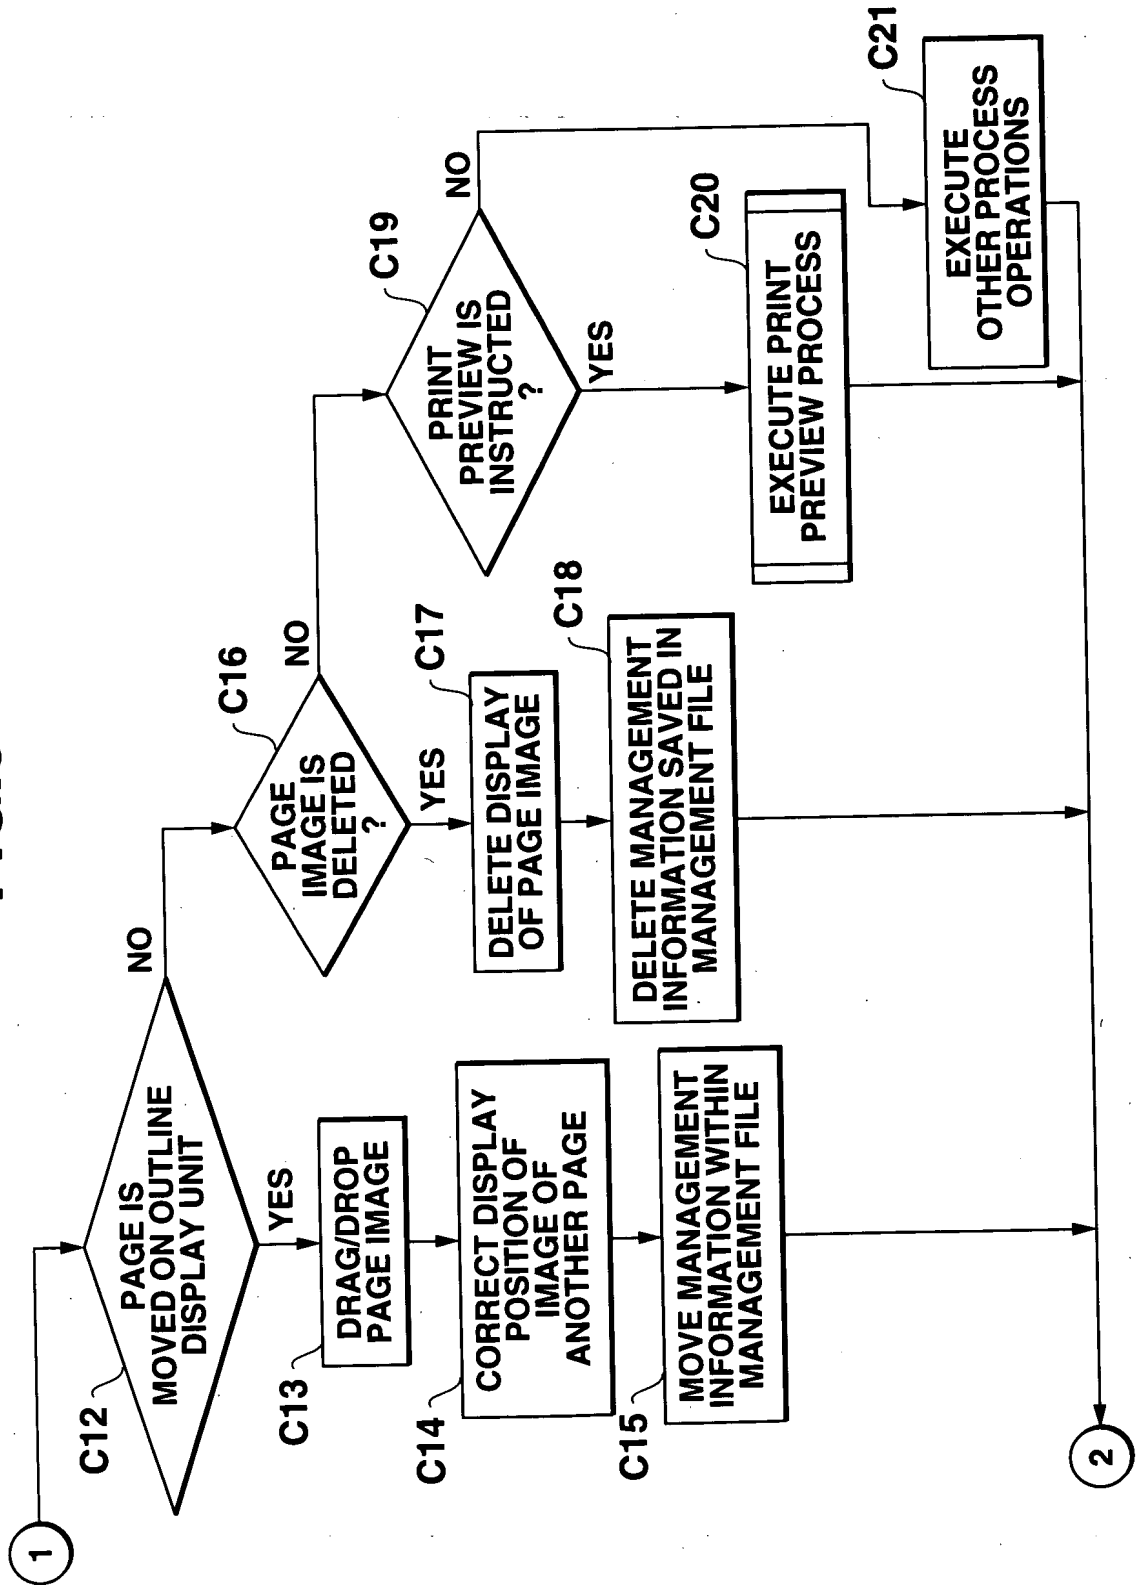 1
C12
PAGE IS
MOVED ON OUTLINE
DISPLAY UNIT
NO
YES
C13
DRAG/DROP
PAGE IMAGE
C14
CORRECT DISPLAY
POSITION OF
IMAGE OF
ANOTHER PAGE
C15
MOVE MANAGEMENT
INFORMATION WITHIN
MANAGEMENT FILE
C16
PAGE
IMAGE IS
DELETED
?
NO
YES
C17
DELETE DISPLAY
OF PAGE IMAGE
C18
DELETE MANAGEMENT
INFORMATION SAVED IN
MANAGEMENT FILE
C19
PRINT
PREVIEW IS
INSTRUCTED
?
NO
YES
C20
EXECUTE PRINT
PREVIEW PROCESS
C21
EXECUTE
OTHER PROCESS
OPERATIONS
2